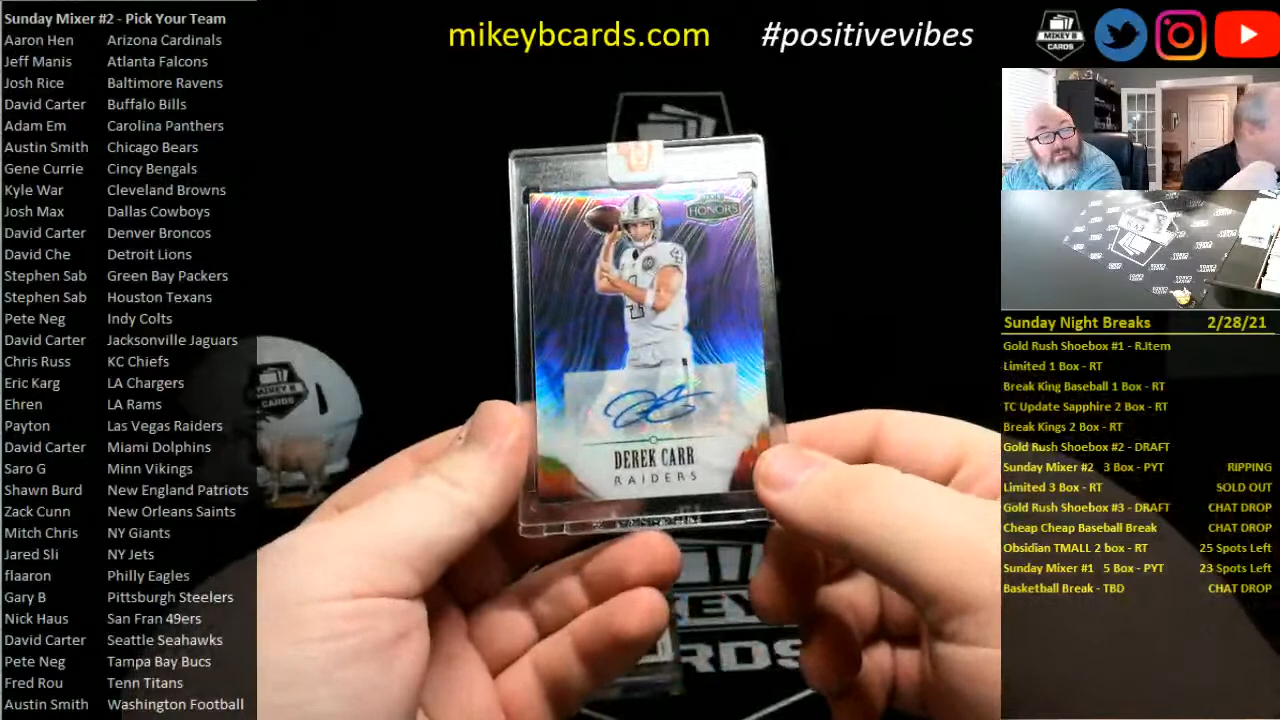 Sunday Mixer #2 - Pick Your Team
Aaron Hen Arizona Cardinals
Jeff Manis Atlanta Falcons
Josh Rice Baltimore Ravens
David Carter Buffalo Bills
Adam Em Carolina Panthers
Austin Smith Chicago Bears
Gene Currie Cincy Bengals
Kyle War Cleveland Browns
Josh Max Dallas Cowboys
David Carter Denver Broncos
David Che Detroit Lions
Stephen Sab Green Bay Packers
Stephen Sab Houston Texans
Pete Neg Indy Colts
David Carter Jacksonville Jaguars
Chris Russ KC Chiefs
Eric Karg LA Chargers
Ehren LA Rams
Payton Las Vegas Raiders
David Carter Miami Dolphins
Saro G Minn Vikings
Shawn Burd New England Patriots
Zack Cunn New Orleans Saints
Mitch Chris NY Giants
Jared Sli NY Jets
flaaron Philly Eagles
Gary B Pittsburgh Steelers
Nick Haus San Fran 49ers
David Carter Seattle Seahawks
Pete Neg Tampa Bay Bucs
Fred Rou Tenn Titans
Austin Smith Washington Football
mikeybcards.com #positivevibes
MIKEY B
CARDS
HONORS
DEREK CARR
RAIDERS
MIKEY B
CARDS
Sunday Night Breaks 2/28/21
Gold Rush Shoebox #1 - R.Item
Limited 1 Box - RT
Break King Baseball 1 Box - RT
TC Update Sapphire 2 Box - RT
Break Kings 2 Box - RT
Gold Rush Shoebox #2 - DRAFT
Sunday Mixer #2 3 Box - PYT RIPPING
Limited 3 Box - RT SOLD OUT
Gold Rush Shoebox #3 - DRAFT CHAT DROP
Cheap Cheap Baseball Break CHAT DROP
Obsidian TMALL 2 box - RT 25 Spots Left
Sunday Mixer #1 5 Box - PYT 23 Spots Left
Basketball Break - TBD CHAT DROP